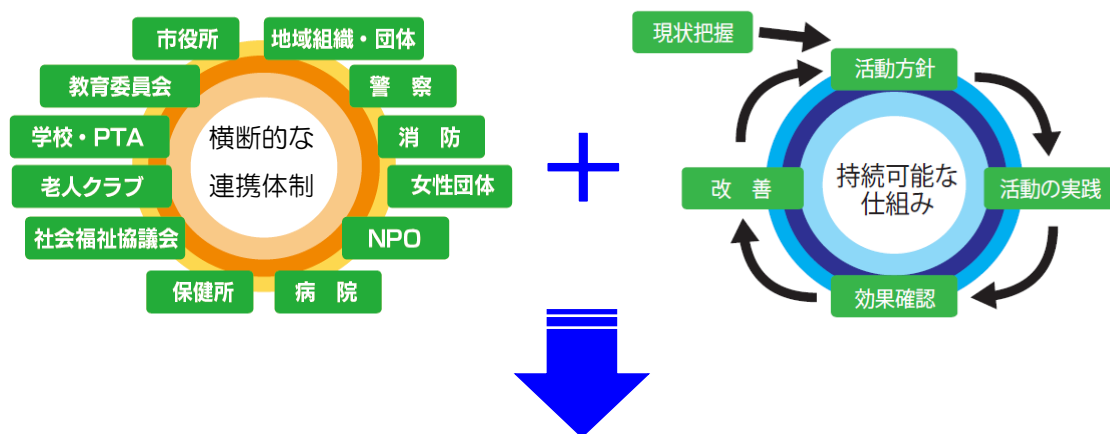 市役所
地域組織・団体
教育委員会
警　察
学校・PTA
消　防
老人クラブ
女性団体
社会福祉協議会
NPO
保健所
病　院
横断的な
連携体制
＋
現状把握
活動方針
改　善
活動の実践
効果確認
持続可能な
仕組み